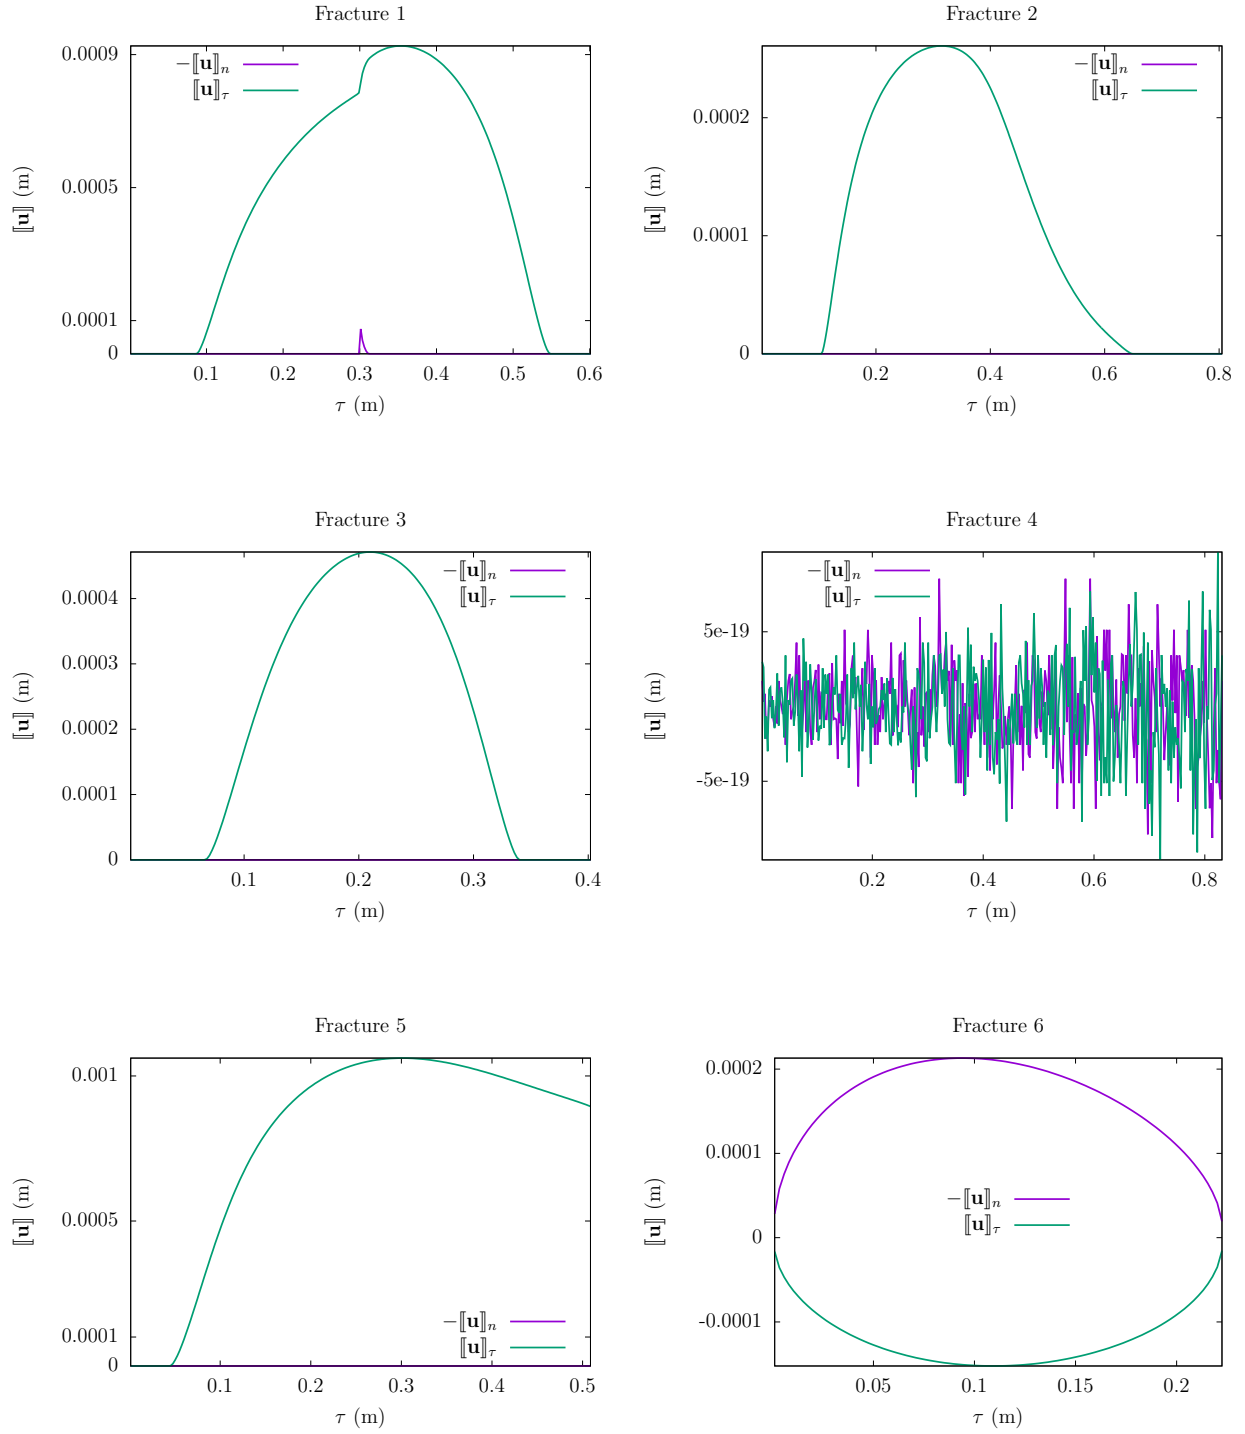 Fracture 1
−⟦u⟧n
⟦u⟧τ
0.0009
0.0005
0.0001
0
⟦u⟧ (m)
0.1 0.2 0.3 0.4 0.5 0.6
τ (m)
Fracture 2
−⟦u⟧n
⟦u⟧τ
0.0002
0.0001
0
⟦u⟧ (m)
0.2 0.4 0.6 0.8
τ (m)
Fracture 3
−⟦u⟧n
⟦u⟧τ
0.0004
0.0003
0.0002
0.0001
0
⟦u⟧ (m)
0.1 0.2 0.3 0.4
τ (m)
Fracture 4
−⟦u⟧n
⟦u⟧τ
5e-19
-5e-19
⟦u⟧ (m)
0.2 0.4 0.6 0.8
τ (m)
Fracture 5
0.001
0.0005
0.0001
0
⟦u⟧ (m)
−⟦u⟧n
⟦u⟧τ
0.1 0.2 0.3 0.4 0.5
τ (m)
Fracture 6
0.0002
0.0001
0
-0.0001
⟦u⟧ (m)
−⟦u⟧n
⟦u⟧τ
0.05 0.1 0.15 0.2
τ (m)